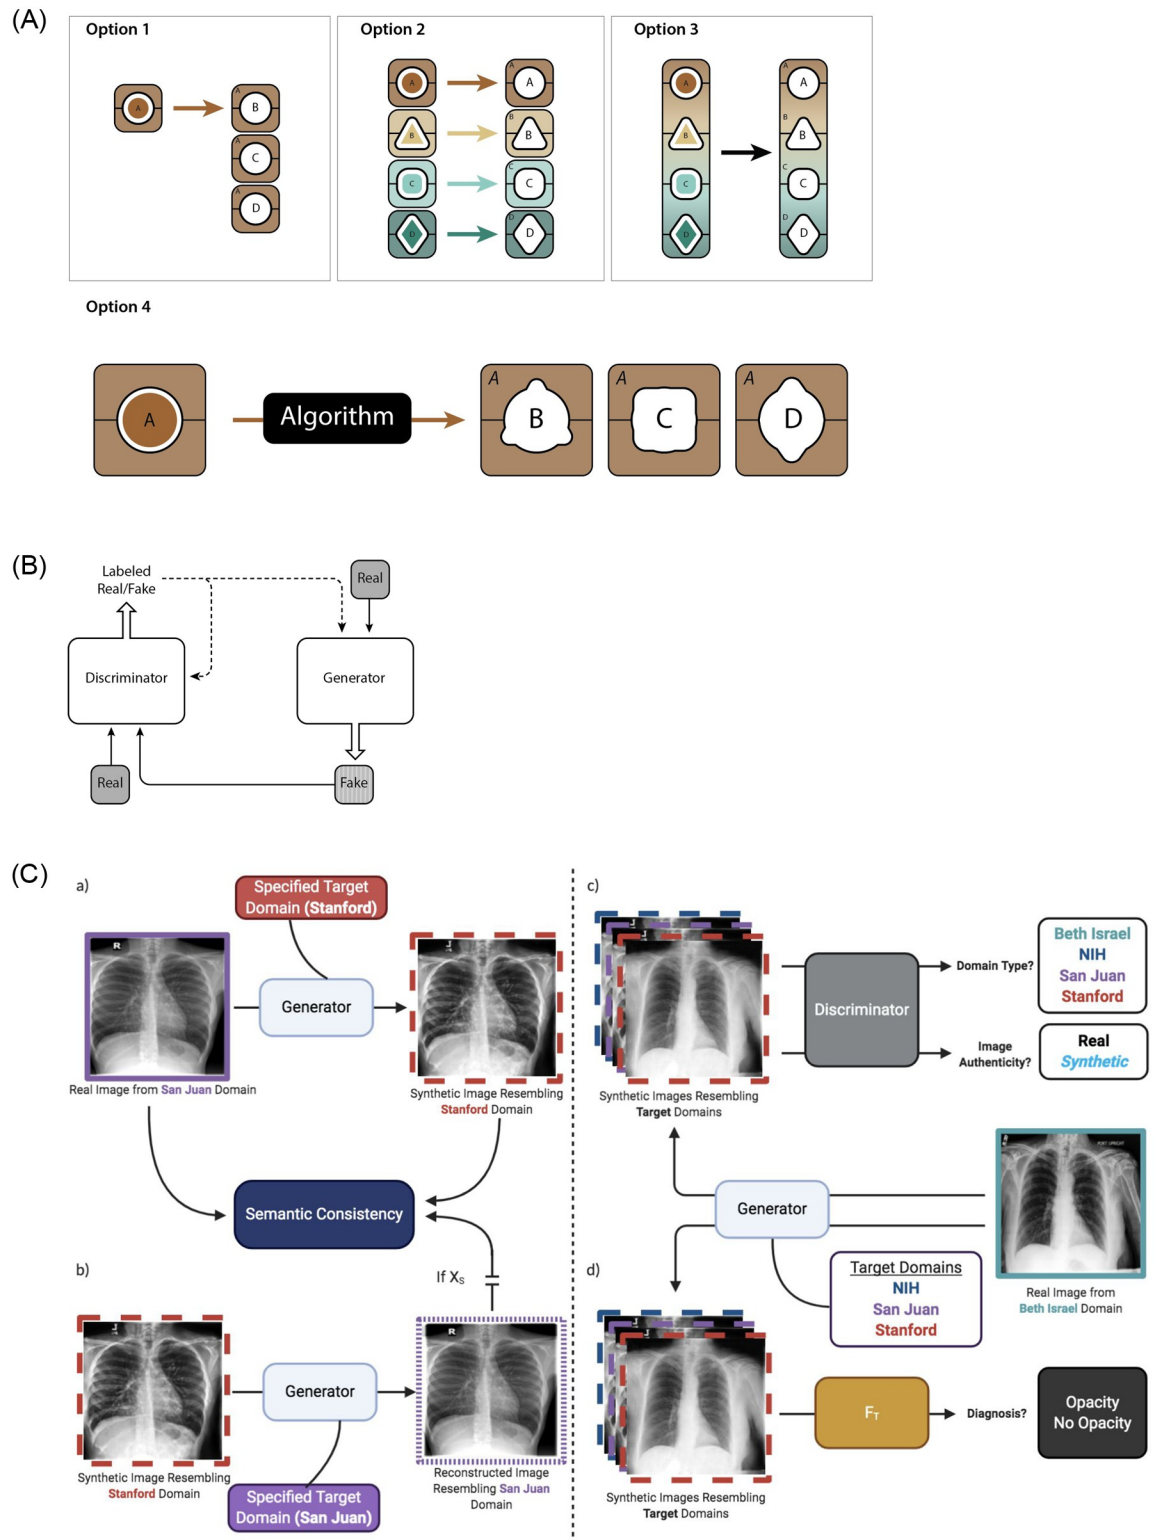 (A)
Option 1
A
A
B
A
C
A
D
Option 2
A
A
A
B
B
B
C
C
C
D
D
D
Option 3
A
A
A
B
B
B
C
C
C
D
D
D
Option 4
A
Algorithm
A
B
A
C
A
D
(B)
Labeled
Real/Fake
Real
Discriminator
Generator
Real
Fake
(C)
a)
Specified Target
Domain (Stanford)
R
Generator
Real Image from San Juan Domain
Synthetic Image Resembling
Stanford Domain
Semantic Consistency
b)
If XS
R
Generator
Synthetic Image Resembling
Stanford Domain
Specified Target
Domain (San Juan)
Reconstructed Image
Resembling San Juan
Domain
c)
Discriminator
Domain Type?
Beth Israel
NIH
San Juan
Stanford
Image
Authenticity?
Real
Synthetic
Synthetic Images Resembling
Target Domains
Generator
PORT UPRIGHT
Real Image from
Beth Israel Domain
Target Domains
NIH
San Juan
Stanford
d)
FT
Diagnosis?
Opacity
No Opacity
Synthetic Images Resembling
Target Domains